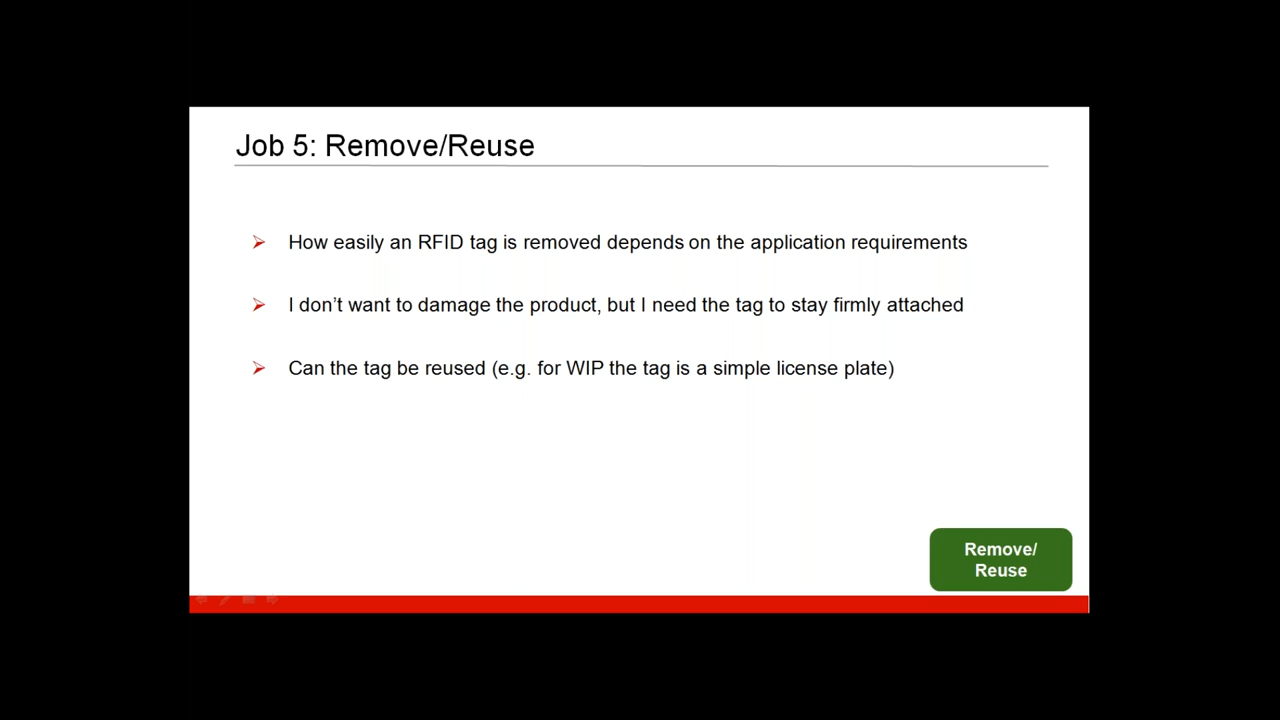 Job 5: Remove/Reuse
How easily an RFID tag is removed depends on the application requirements
I don't want to damage the product, but I need the tag to stay firmly attached
Can the tag be reused (e.g. for WIP the tag is a simple license plate)
Remove/
Reuse